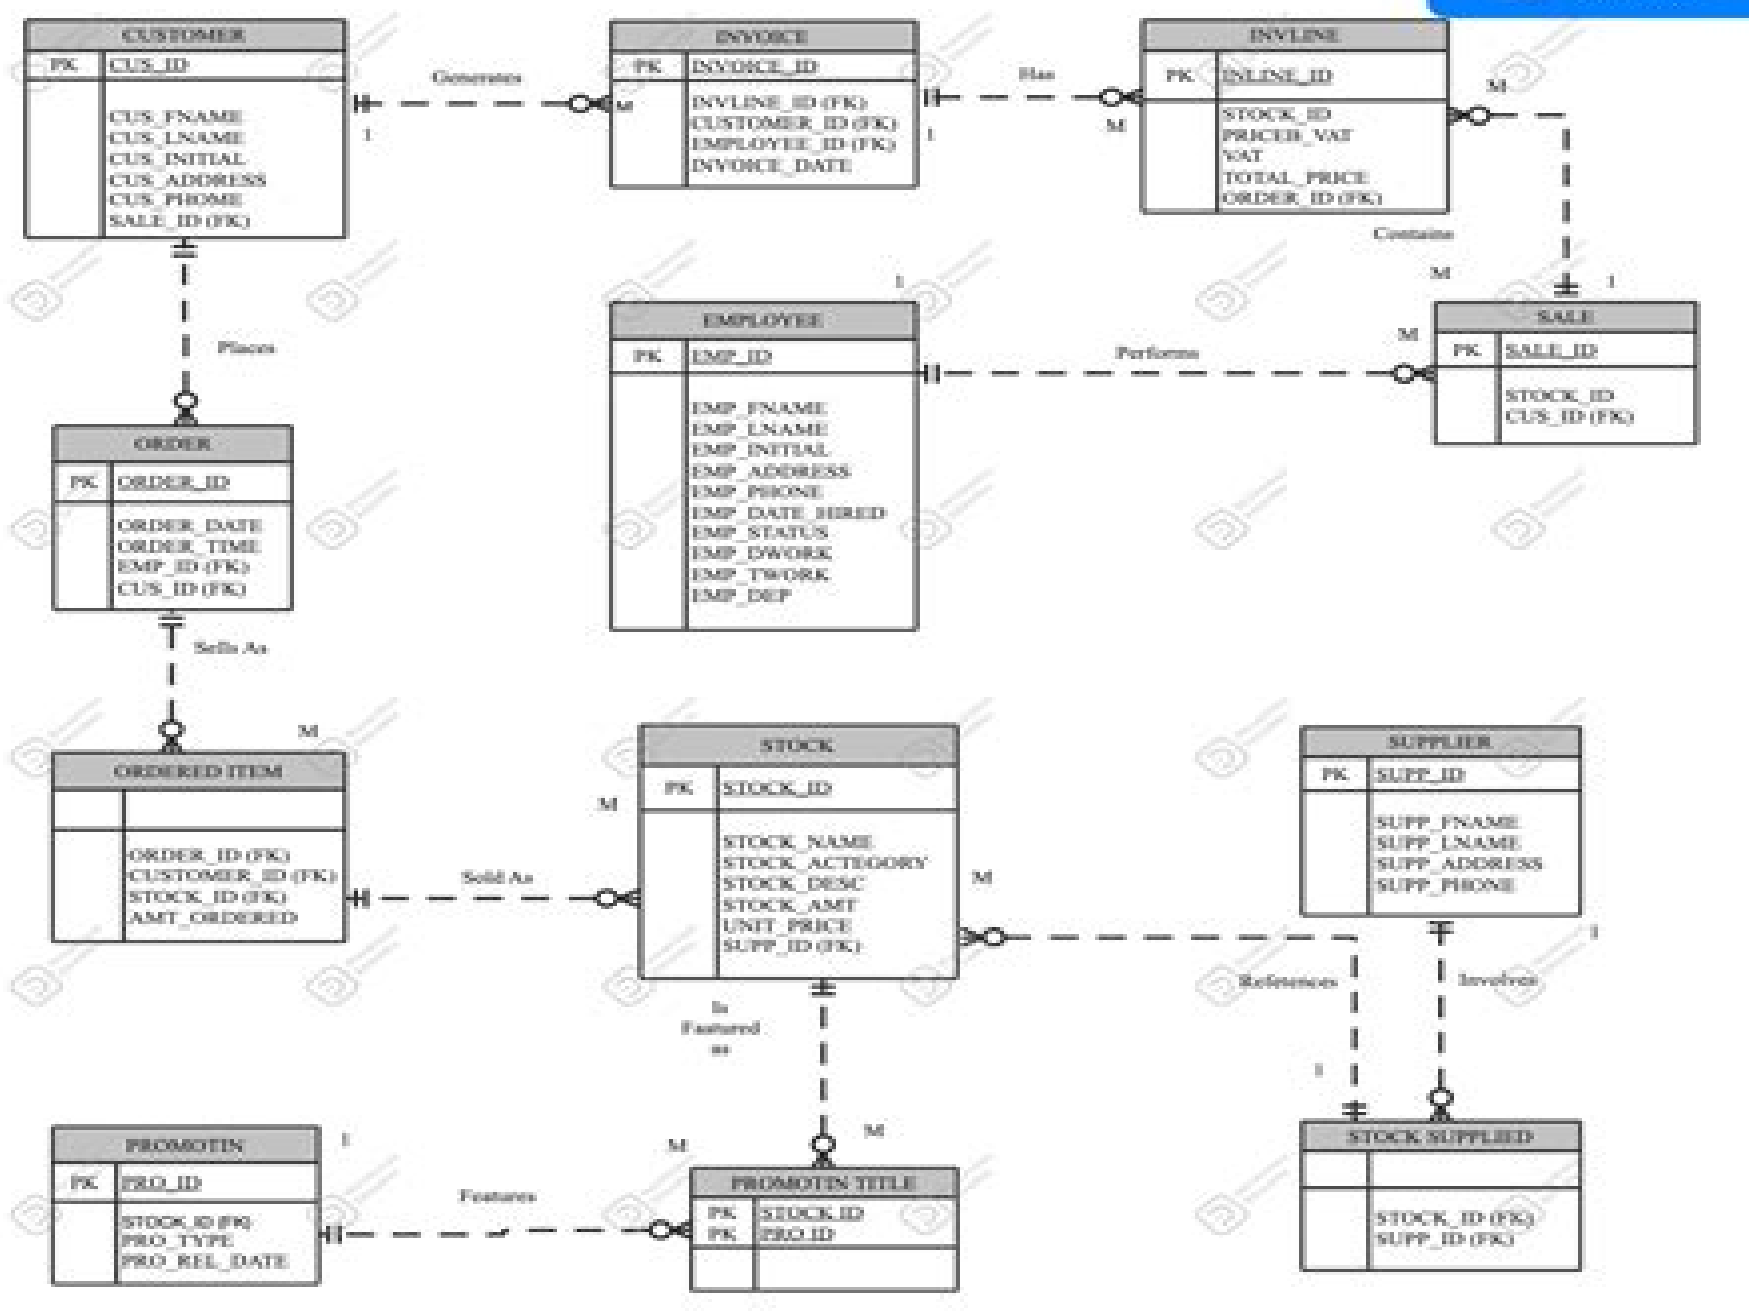 CUSTOMER
PK CUS_ID
CUS_FNAME
CUS_LNAME
CUS_INITIAL
CUS_ADDRESS
CUS_PHOME
SALE_ID (FK)
Generates
1
M
INVOICE
PK INVOICE_ID
INVLINE_ID (FK)
CUSTOMER_ID (FK)
EMPLOYEE_ID (FK)
INVOICE_DATE
Has
1
M
INVLINE
PK INLINE_ID
STOCK_ID
PRICEB_VAT
VAT
TOTAL_PRICE
ORDER_ID (FK)
M
Contains
M
1
Places
EMPLOYEE
PK EMP_ID
EMP_FNAME
EMP_LNAME
EMP_INITIAL
EMP_ADDRESS
EMP_PHONE
EMP_DATE_HIRED
EMP_STATUS
EMP_DWORK
EMP_TWORK
EMP_DEP
1
Performs
M
SALE
PK SALE_ID
STOCK_ID
CUS_ID (FK)
ORDER
PK ORDER_ID
ORDER_DATE
ORDER_TIME
EMP_ID (FK)
CUS_ID (FK)
Sells As
M
ORDERED ITEM
ORDER_ID (FK)
CUSTOMER_ID (FK)
STOCK_ID (FK)
AMT_ORDERED
Sold As
M
STOCK
PK STOCK_ID
STOCK_NAME
STOCK_ACTEGORY
STOCK_DESC
STOCK_AMT
UNIT_PRICE
SUPP_ID (FK)
M
SUPPLIER
PK SUPP_ID
SUPP_FNAME
SUPP_LNAME
SUPP_ADDRESS
SUPP_PHONE
1
References
Involves
1
Is
Featured
as
M
STOCK SUPPLIED
STOCK_ID (FK)
SUPP_ID (FK)
PROMOTIN
PK PRO_ID
STOCK_ID (FK)
PRO_TYPE
PRO_REL_DATE
1
Features
M
PROMOTIN TITLE
PK STOCK.ID
PK PRO.ID